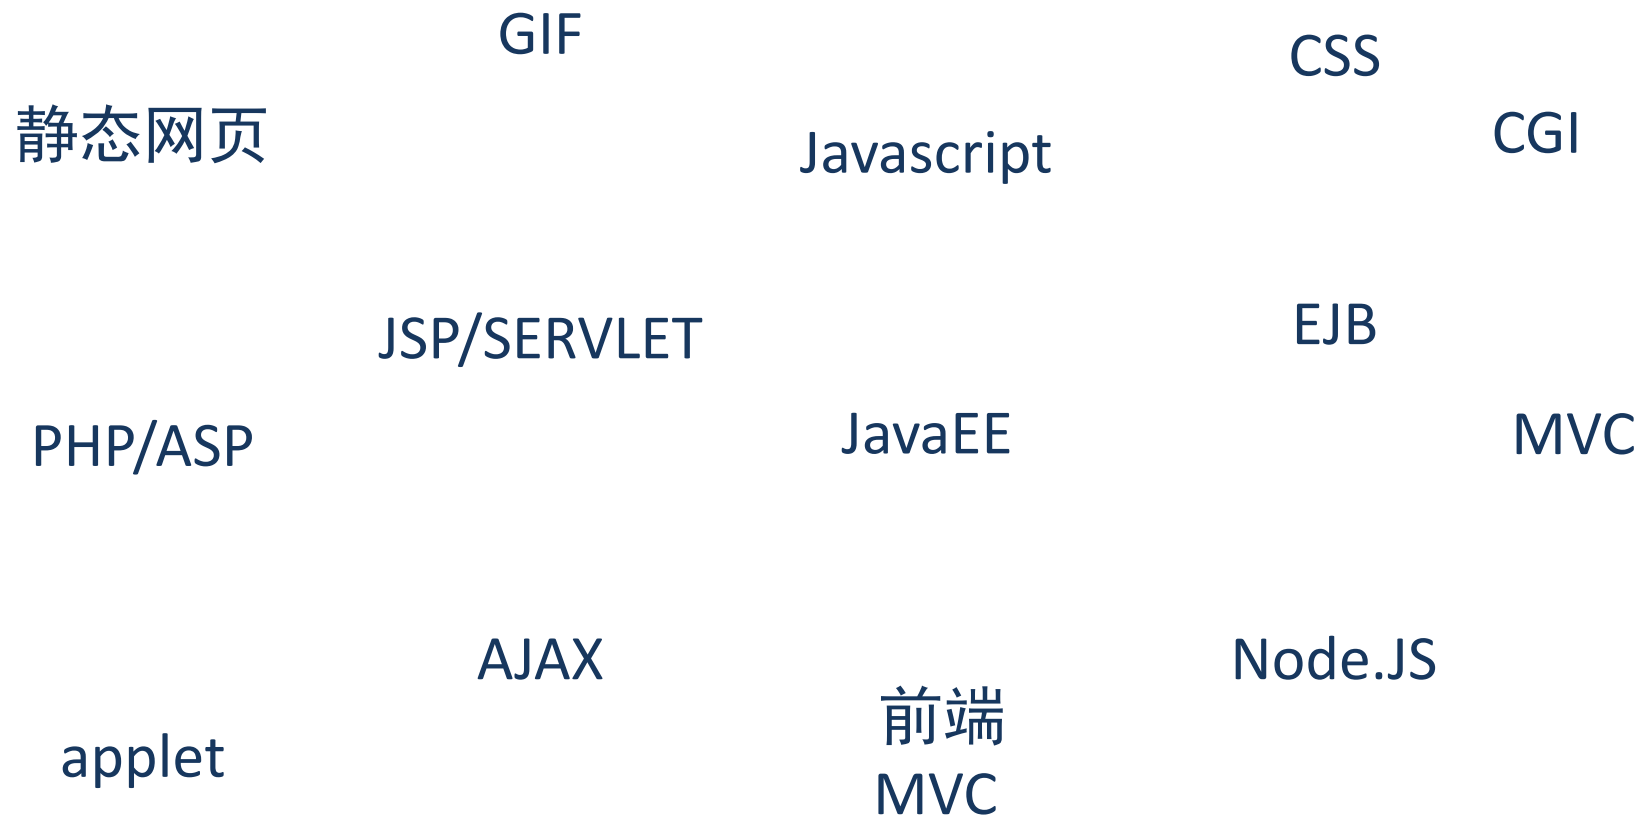 GIF
CSS
静态网页
Javascript
CGI
JSP/SERVLET
EJB
PHP/ASP
JavaEE
MVC
AJAX
Node.JS
前端
MVC
applet